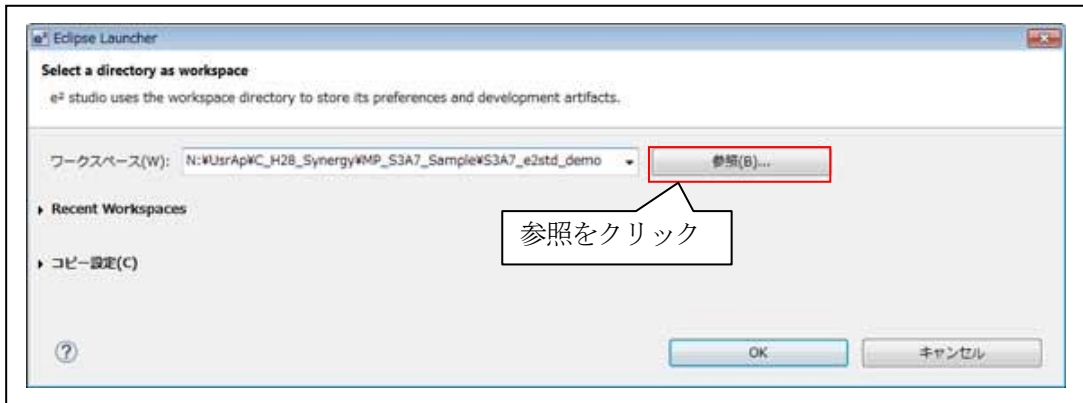 e² Eclipse Launcher
Select a directory as workspace
e² studio uses the workspace directory to store its preferences and development artifacts.
ワークスペース(W): N:¥UsrAp¥C_H28_Synergy¥MP_S3A7_Sample¥S3A7_e2std_demo 参照(B)...
Recent Workspaces
参照をクリック
コピー設定(C)
? OK キャンセル